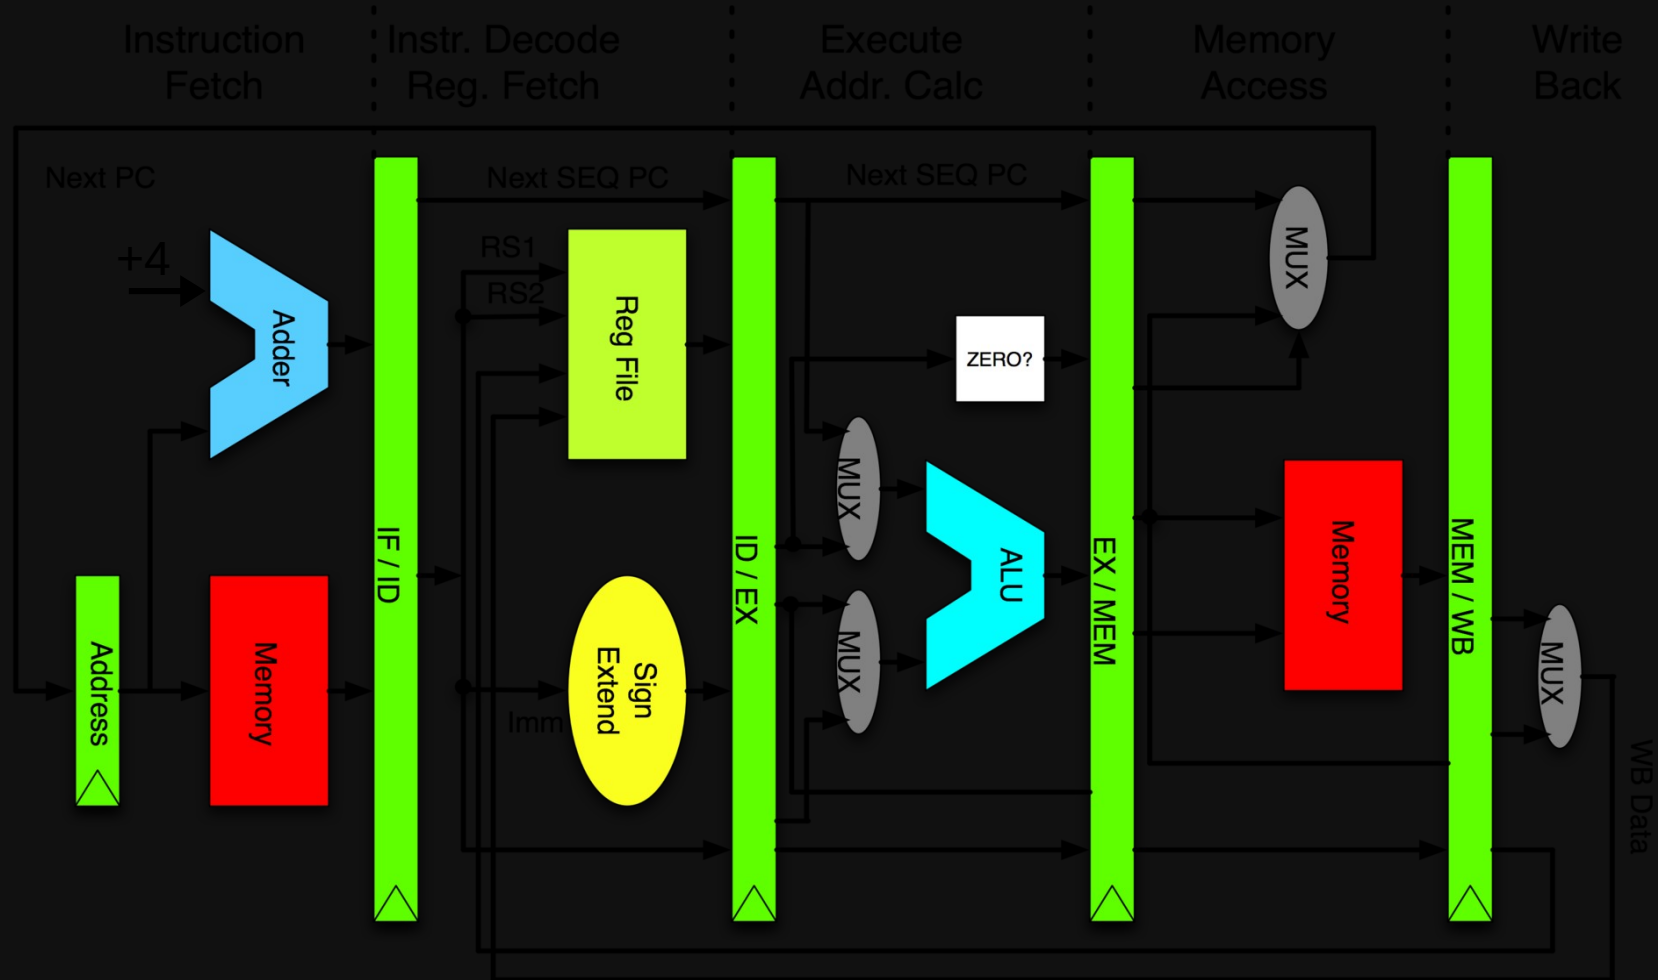 Instruction
Fetch
Instr. Decode
Reg. Fetch
Execute
Addr. Calc
Memory
Access
Write
Back
Next PC
Next SEQ PC
Next SEQ PC
+4
Adder
RS1
RS2
Reg File
MUX
ZERO?
MUX
IF / ID
ID / EX
ALU
EX / MEM
Memory
MEM / WB
Address
Memory
Sign
Extend
Imm
MUX
MUX
WB Data